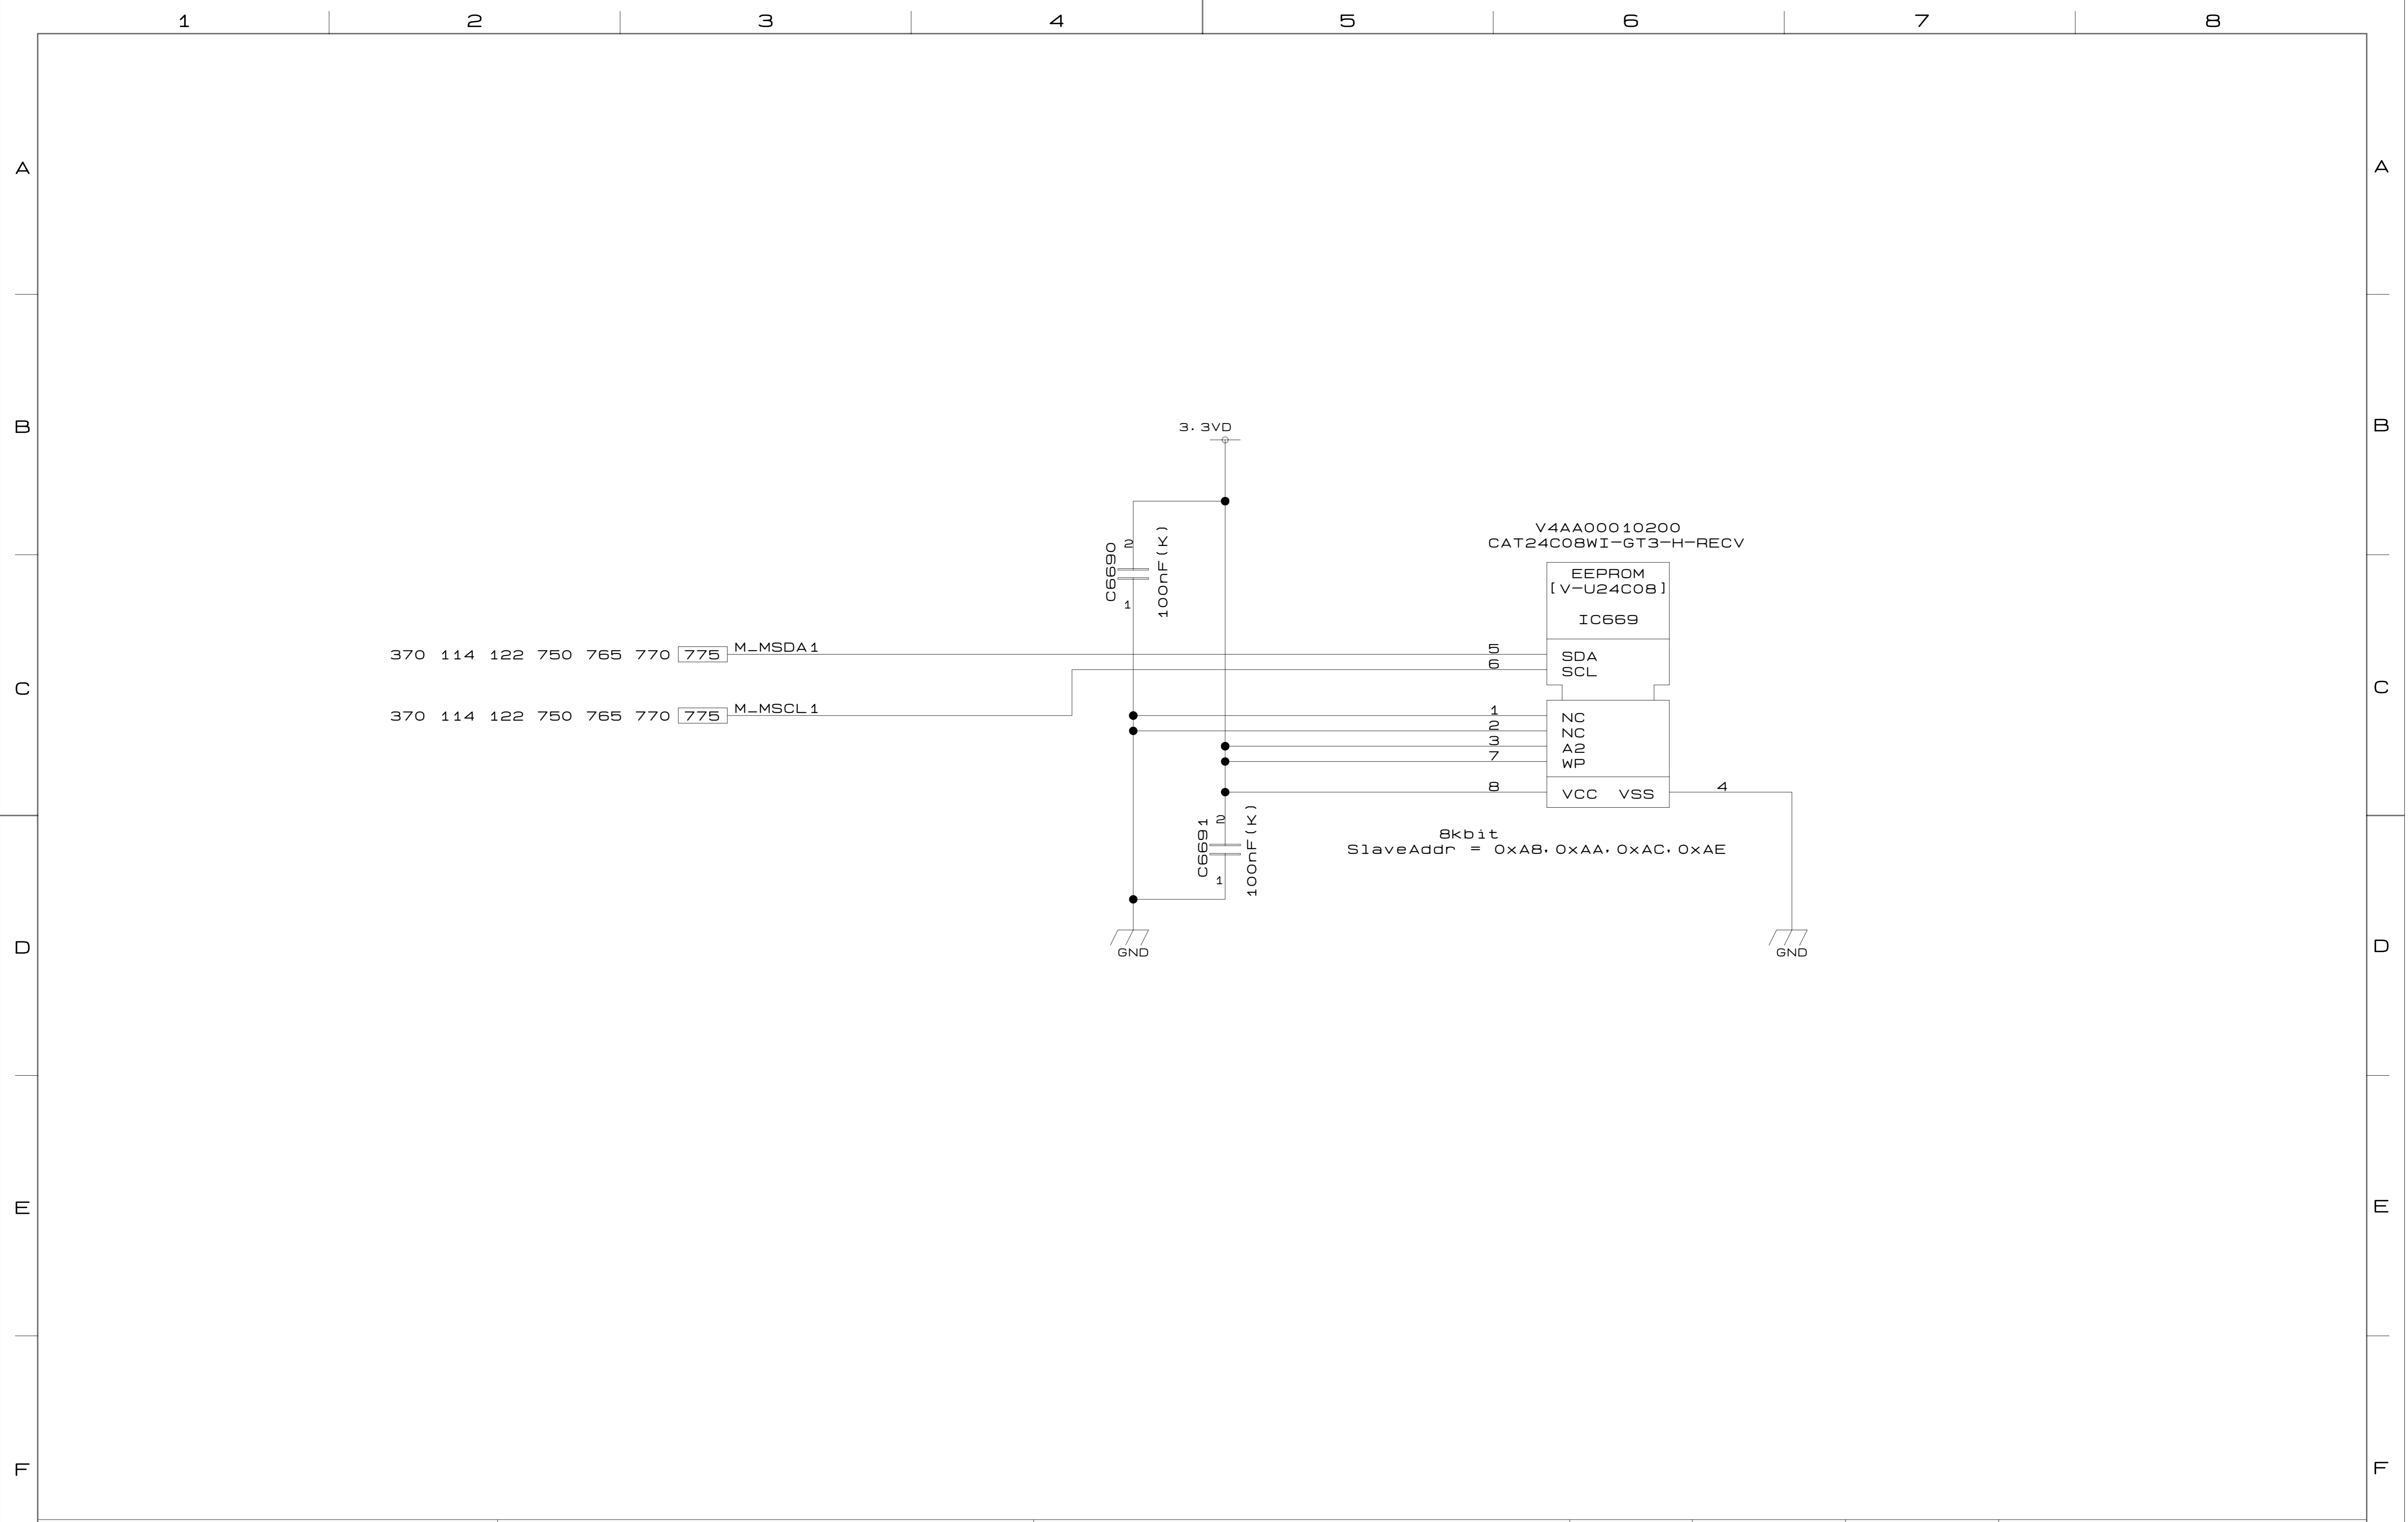 1 2 3 4 5 6 7 8
A A
B B
3.3VD
V4AA00010200
CAT24C08WI-GT3-H-RECV
C6690 2 100nF(K)
1
EEPROM
[V-U24C08]
IC669
370 114 122 750 765 770 775 M_MSDA1 5 SDA
6 SCL
C C
370 114 122 750 765 770 775 M_MSCL1 1 NC
2 NC
3 A2
7 WP
8 VCC VSS 4
C6691 2 100nF(K)
1
8kbit
SlaveAddr = 0xA8,0xAA,0xAC,0xAE
D D
GND GND
E E
F F